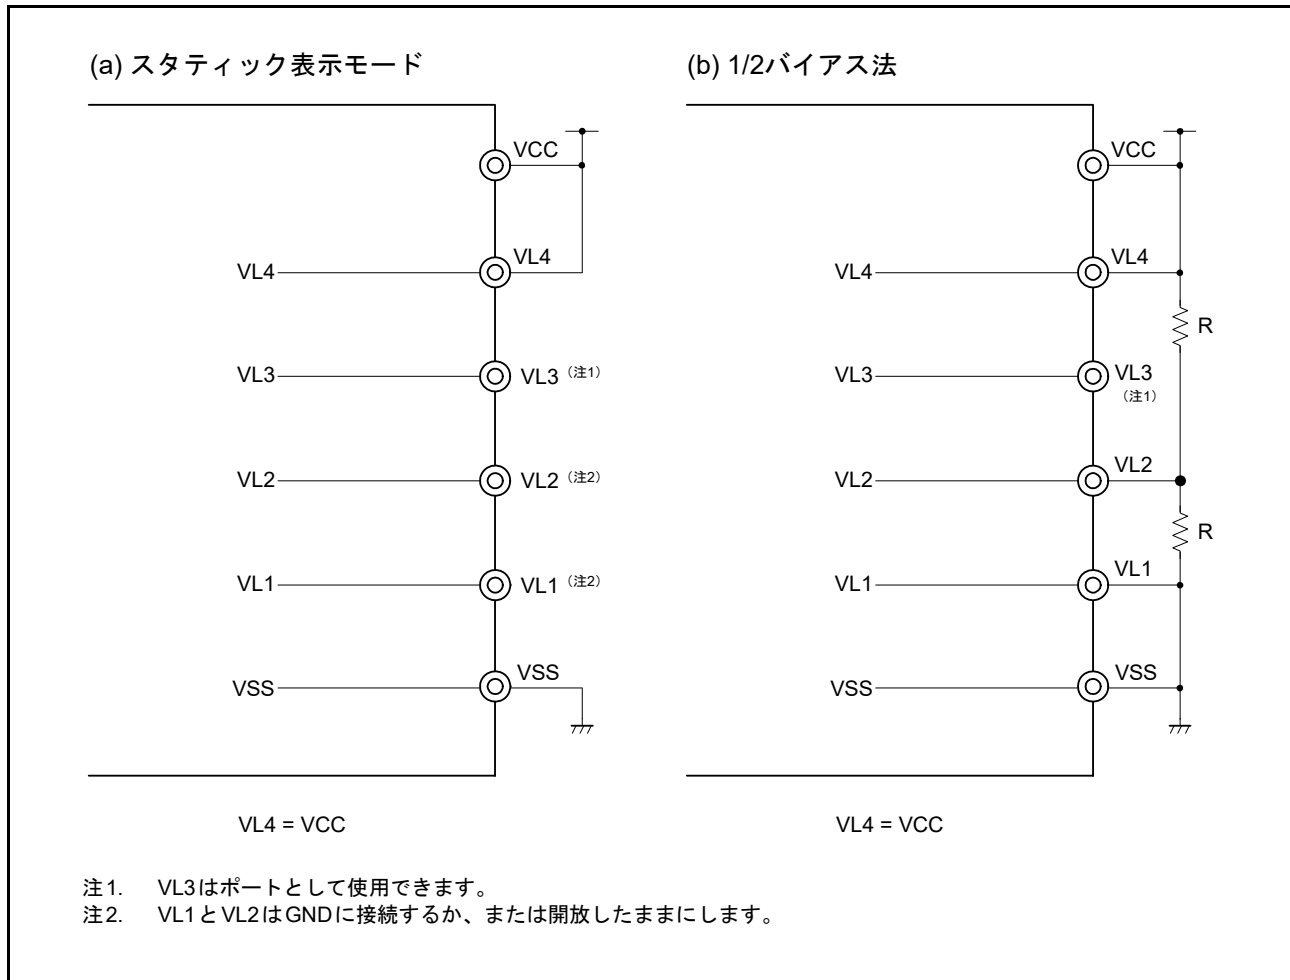 (a) スタティック表示モード
VCC
VL4 VL4
VL3 VL3（注1）
VL2 VL2（注2）
VL1 VL1（注2）
VSS VSS
VL4 = VCC
(b) 1/2バイアス法
VCC
VL4 VL4
R
VL3 VL3
（注1）
VL2 VL2
R
VL1 VL1
VSS VSS
VL4 = VCC
注1. VL3はポートとして使用できます。
注2. VL1とVL2はGNDに接続するか、または開放したままにします。